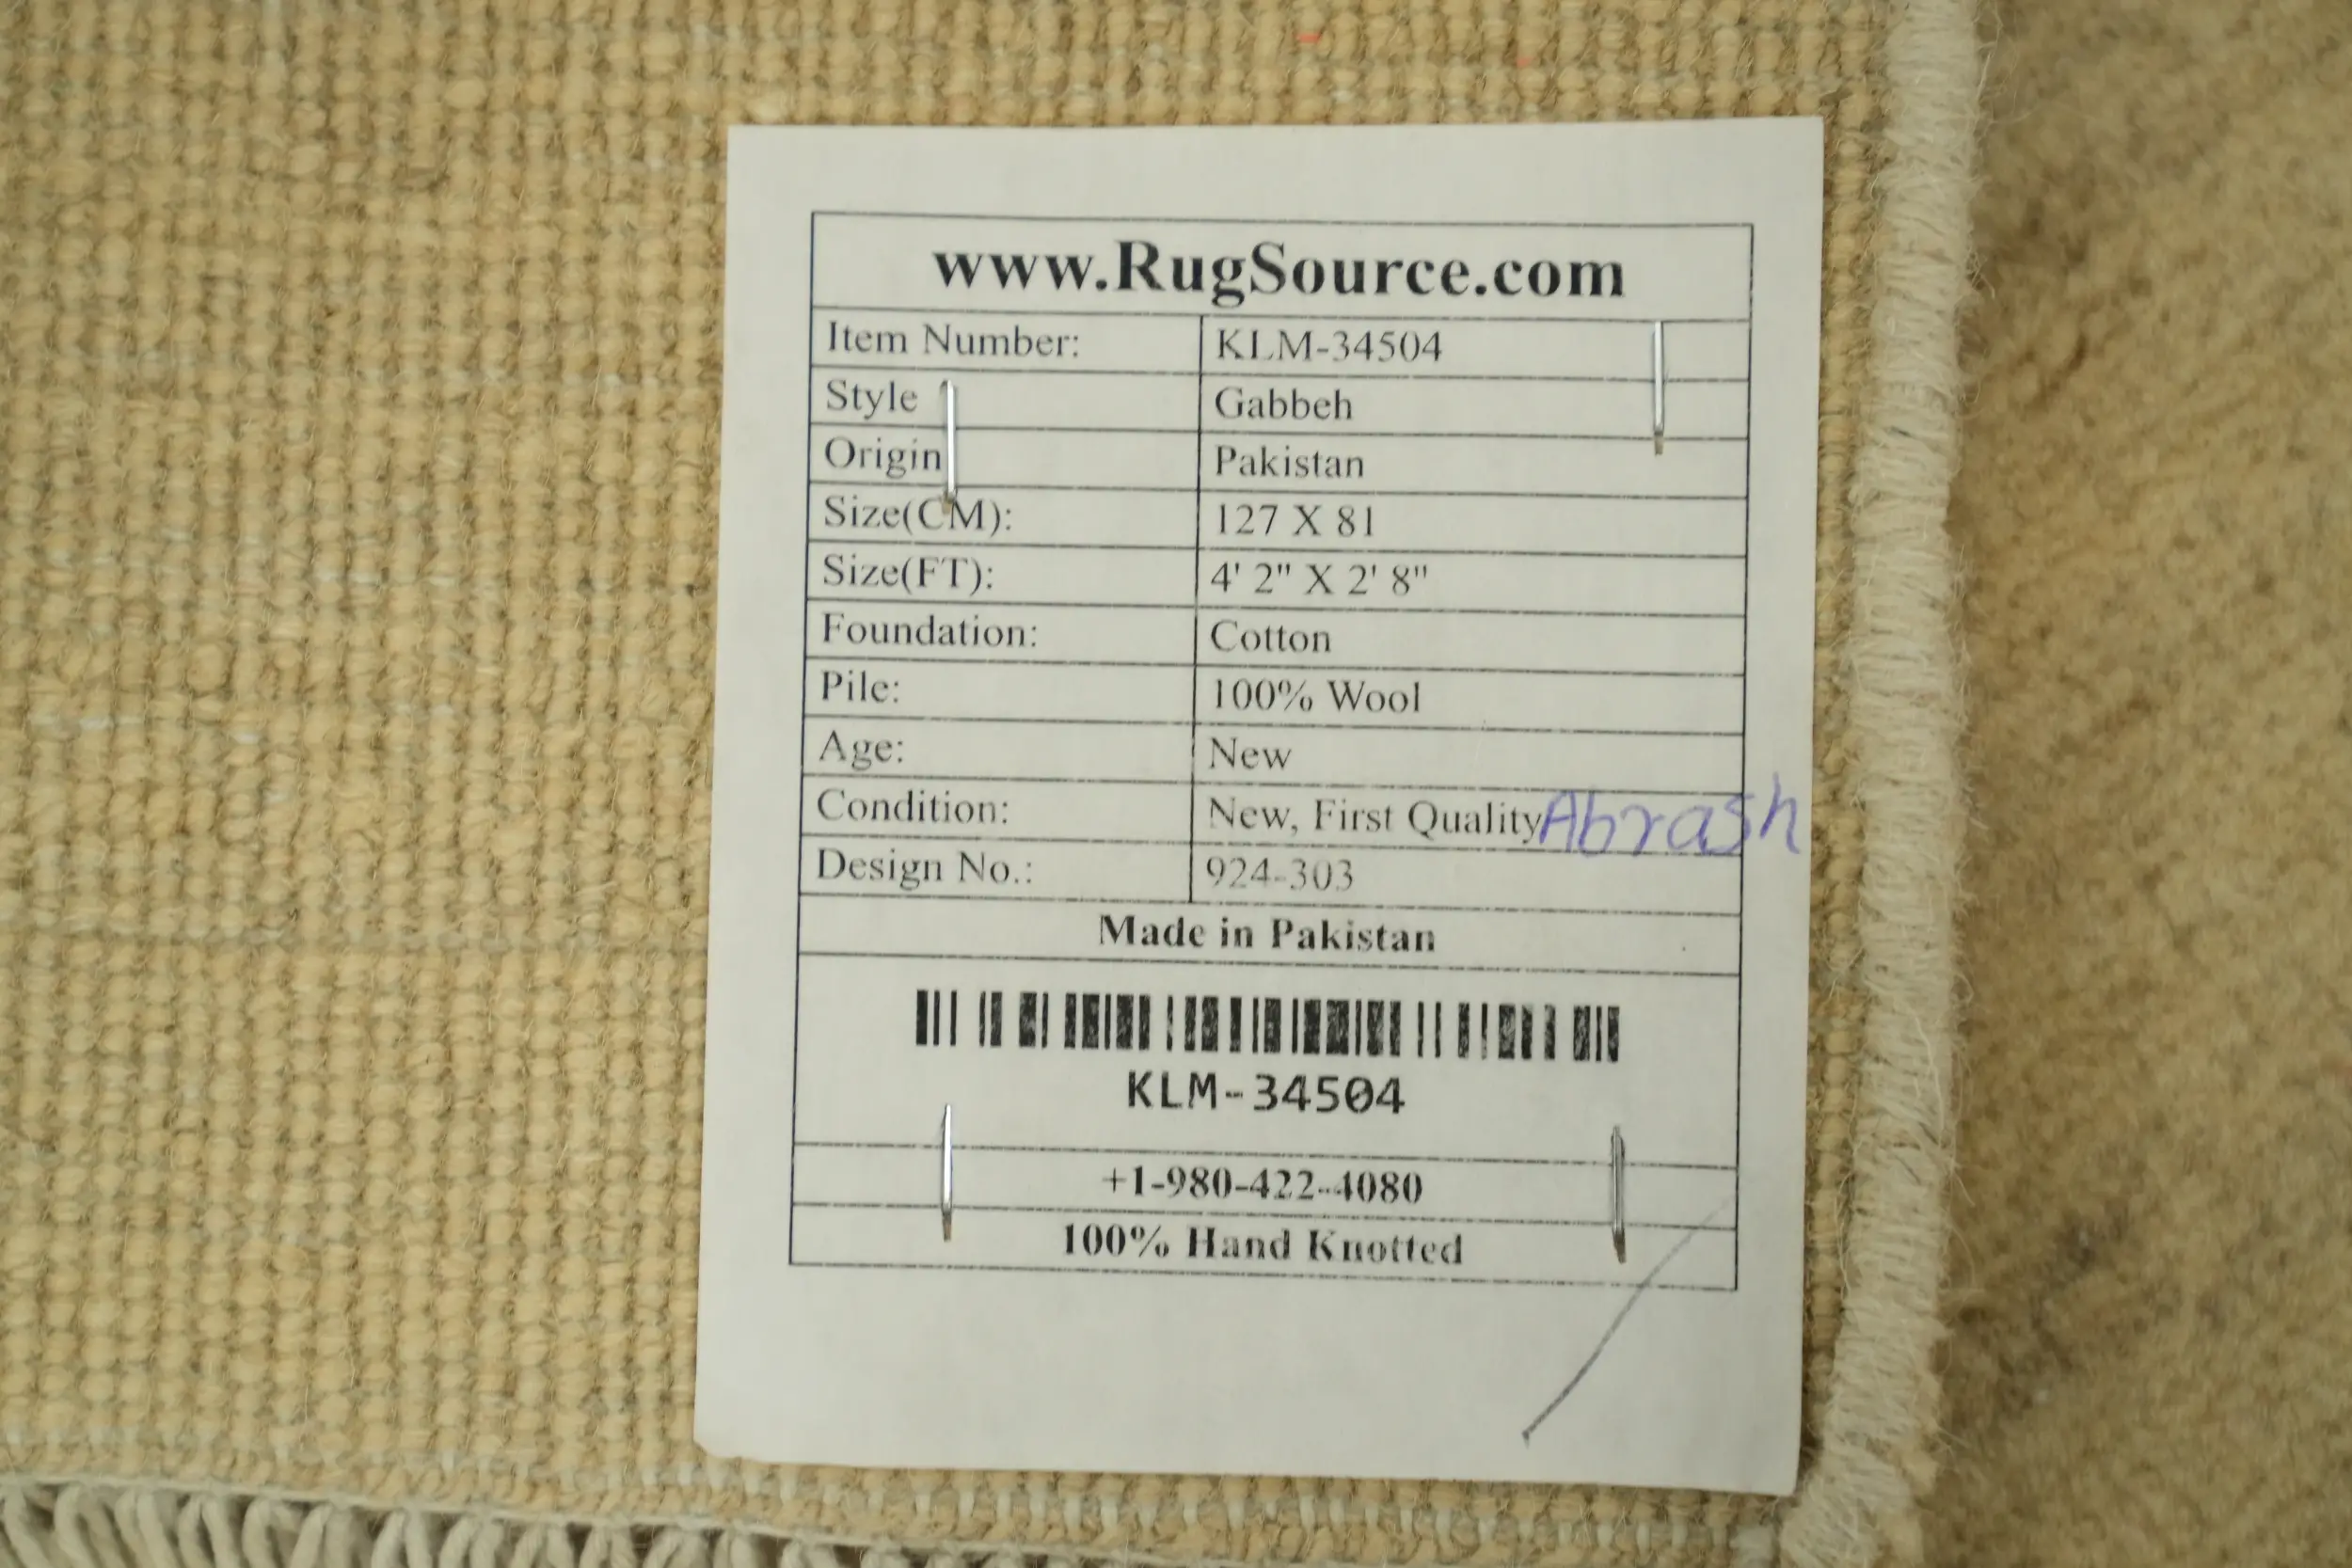 www.RugSource.com
Item Number: KLM-34504
Style Gabbeh
Origin Pakistan
Size(CM): 127 X 81
Size(FT): 4' 2" X 2' 8"
Foundation: Cotton
Pile: 100% Wool
Age: New
Condition: New, First Quality Abrash
Design No.: 924-303
Made in Pakistan
KLM-34504
+1-980-422-4080
100% Hand Knotted